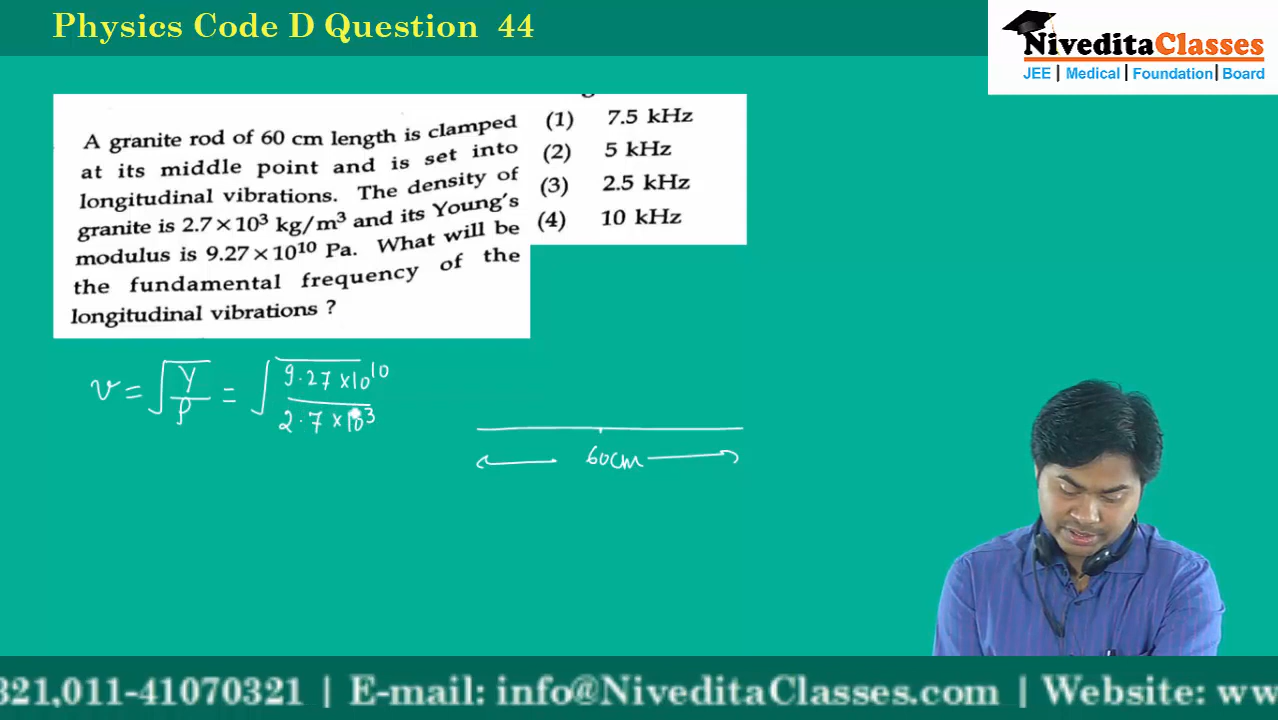 Physics Code D Question 44
NiveditaClasses
JEE | Medical | Foundation | Board
A granite rod of 60 cm length is clamped
at its middle point and is set into
longitudinal vibrations. The density of
granite is 2.7×10³ kg/m³ and its Young's
modulus is 9.27×10¹⁰ Pa. What will be
the fundamental frequency of the
longitudinal vibrations ?
(1) 7.5 kHz
(2) 5 kHz
(3) 2.5 kHz
(4) 10 kHz
v = √(Y/ρ) = √(9.27 ×10¹⁰/2.7 ×10³)
60cm
321,011-41070321 | E-mail: info@NiveditaClasses.com | Website: ww